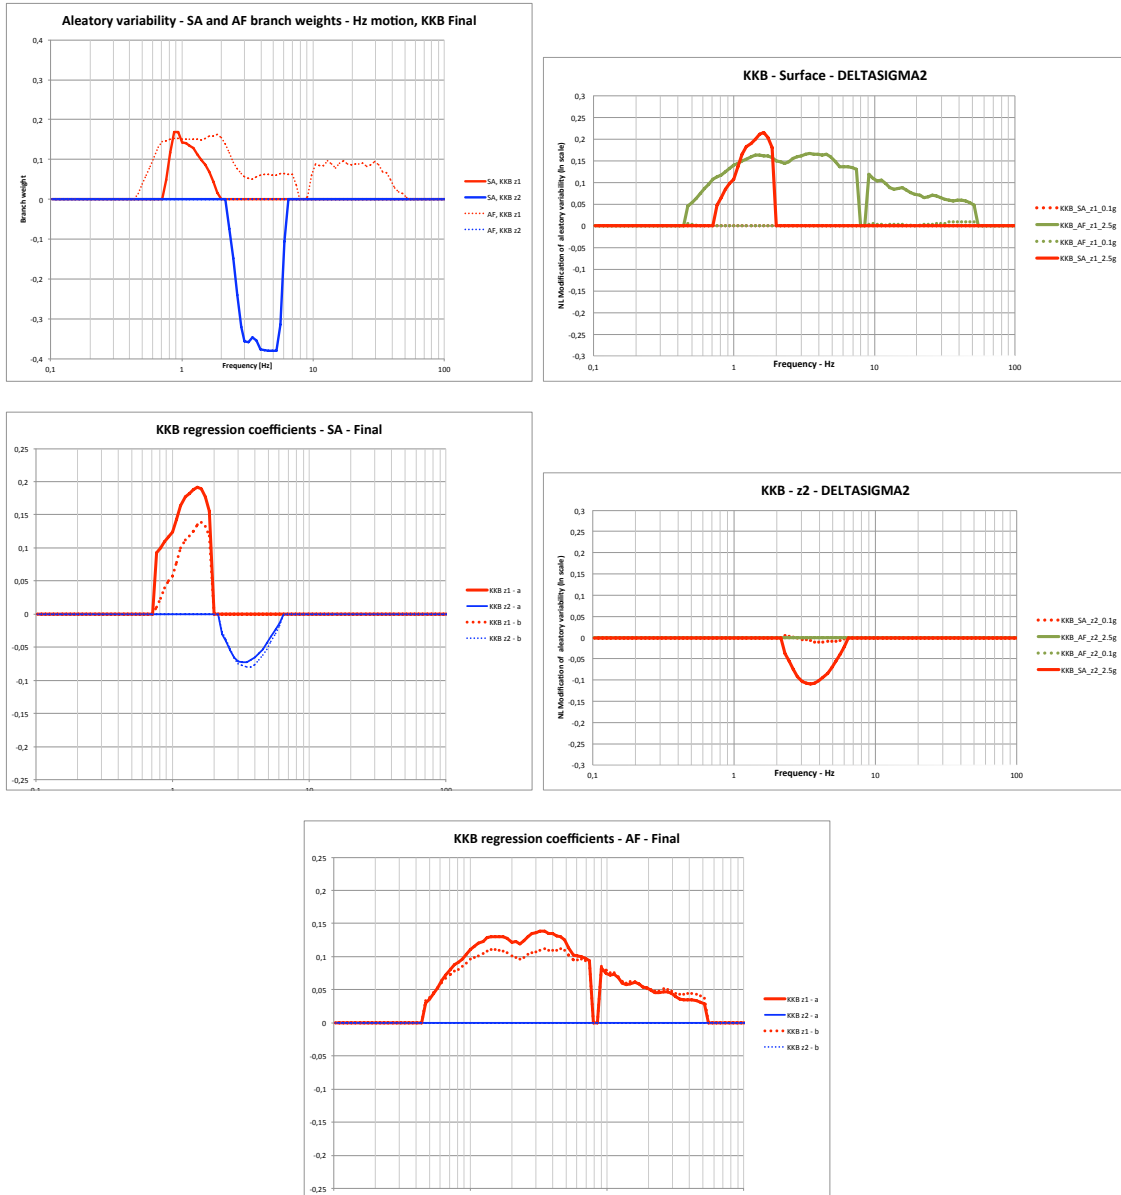 Aleatory variability - SA and AF branch weights - Hz motion, KKB Final
0,4
0,3
0,2
0,1
0
-0,1
-0,2
-0,3
-0,4
Branch weight
0,1
1
10
100
Frequency [Hz]
SA, KKB z1
SA, KKB z2
AF, KKB z1
AF, KKB z2
KKB - Surface - DELTASIGMA2
0,3
0,25
0,2
0,15
0,1
0,05
0
-0,05
-0,1
-0,15
-0,2
-0,25
-0,3
NL Modification of aleatory variability (ln scale)
0,1
1
10
100
Frequency - Hz
KKB_SA_z1_0.1g
KKB_AF_z1_2.5g
KKB_AF_z1_0.1g
KKB_SA_z1_2.5g
KKB regression coefficients - SA - Final
0,25
0,2
0,15
0,1
0,05
0
-0,05
-0,1
-0,15
-0,2
-0,25
0,1
1
10
100
KKB z1 - a
KKB z2 - a
KKB z1 - b
KKB z2 - b
KKB - z2 - DELTASIGMA2
0,3
0,25
0,2
0,15
0,1
0,05
0
-0,05
-0,1
-0,15
-0,2
-0,25
-0,3
NL Modification of aleatory variability (ln scale)
0,1
1
10
100
Frequency - Hz
KKB_SA_z2_0.1g
KKB_AF_z2_2.5g
KKB_AF_z2_0.1g
KKB_SA_z2_2.5g
KKB regression coefficients - AF - Final
0,25
0,2
0,15
0,1
0,05
0
-0,05
-0,1
-0,15
-0,2
-0,25
KKB z1 - a
KKB z2 - a
KKB z1 - b
KKB z2 - b